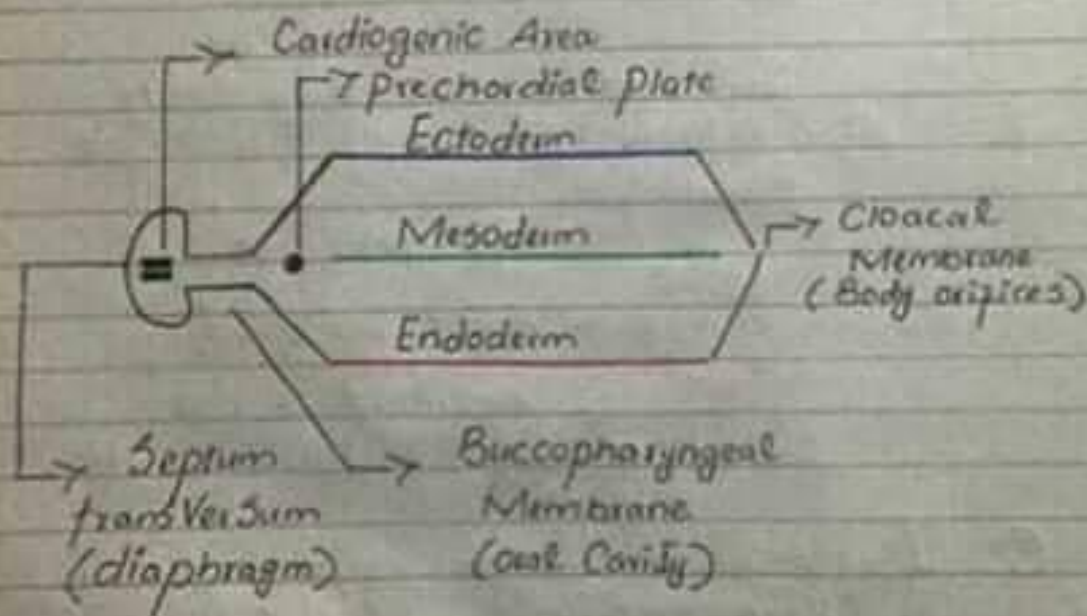 Cardiogenic Area
Prechordial Plate
Ectoderm
Mesoderm
Cloacal
Membrane
(Body orifices)
Endoderm
Septum
transversum
(diaphragm)
Buccopharyngeal
Membrane
(oral Cavity)